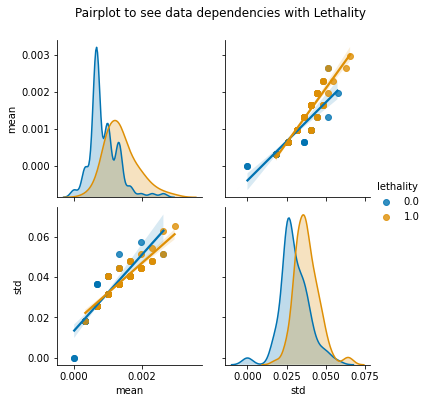 Pairplot to see data dependencies with Lethality
0.003
0.002
0.001
0.000
mean
lethality
0.0
1.0
0.06
0.04
0.02
0.00
std
0.000 0.002
mean
0.000 0.025 0.050 0.075
std